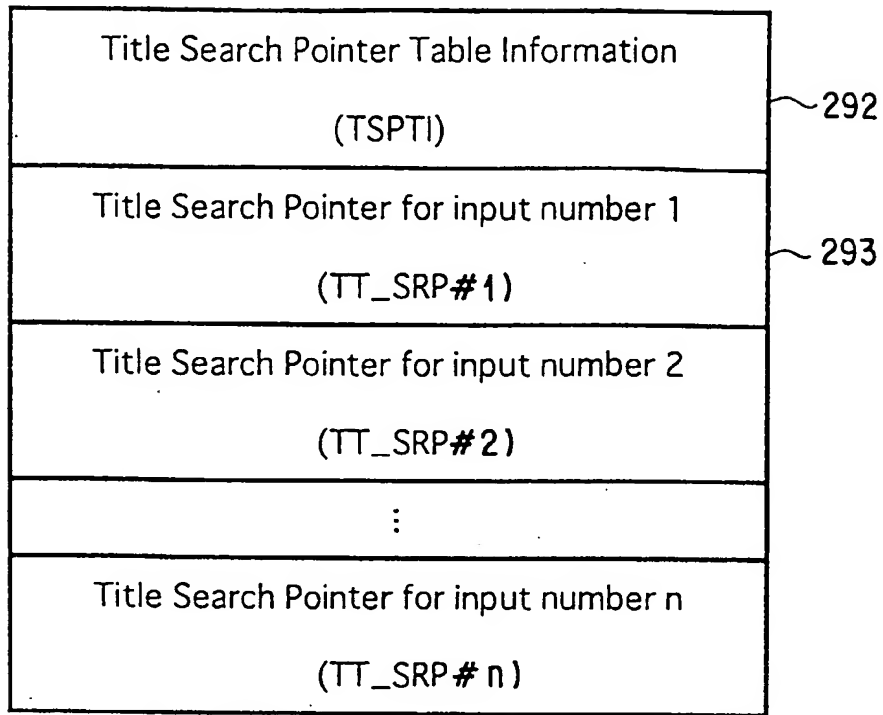 Title Search Pointer Table Information
(TSPTI)
292
Title Search Pointer for input number 1
(TT_SRP#1)
293
Title Search Pointer for input number 2
(TT_SRP#2)
⋮
Title Search Pointer for input number n
(TT_SRP#n)